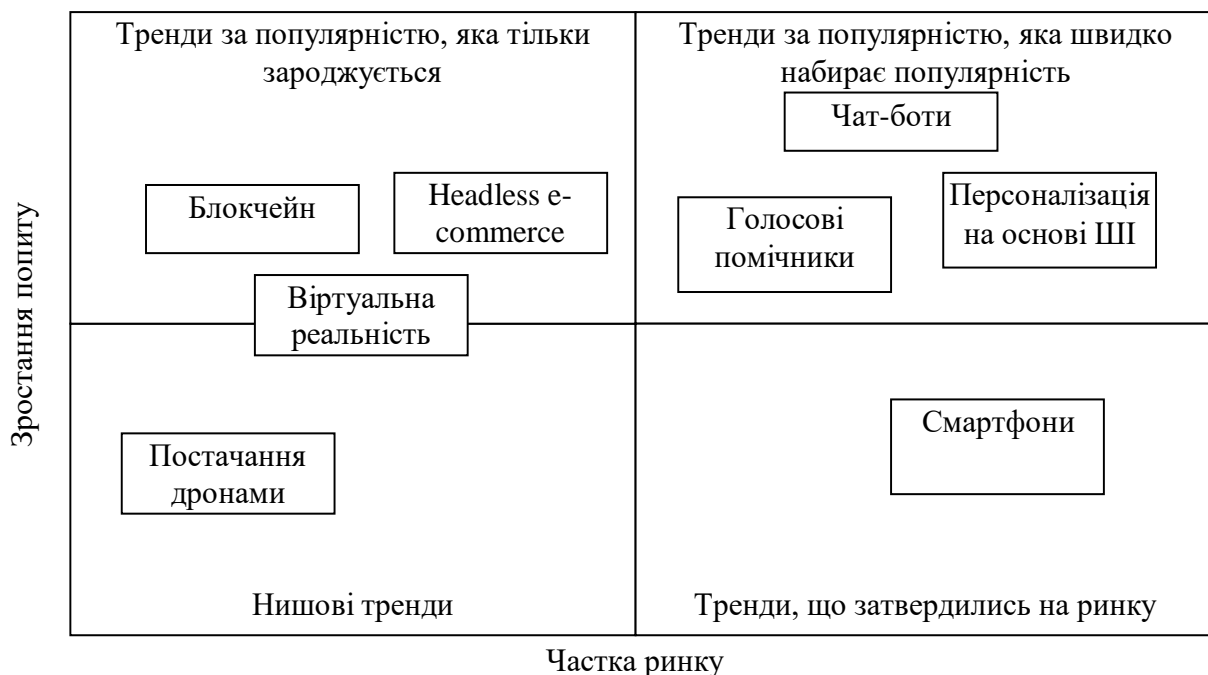 Тренди за популярністю, яка тільки
зароджується
Тренди за популярністю, яка швидко
набирає популярність
Чат-боти
Блокчейн
Headless e-
commerce
Голосові
помічники
Персоналізація
на основі ШІ
Віртуальна
реальність
Зростання попиту
Смартфони
Постачання
дронами
Нишові тренди
Тренди, що затвердились на ринку
Частка ринку